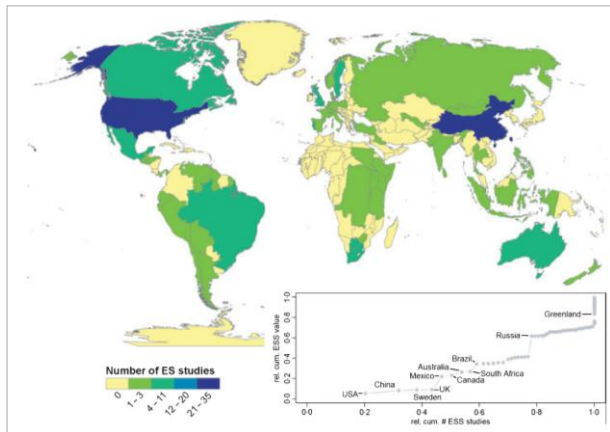 Number of ES studies
0
1 – 3
4 – 11
12 – 20
21 – 35
rel. cum. ESS value
1·0
0·8
0·6
0·4
0·2
0·0
Greenland
Russia
Brazil
Australia
South Africa
Mexico
Canada
China
UK
USA
Sweden
0·0 0·2 0·4 0·6 0·8 1·0
rel. cum. # ESS studies